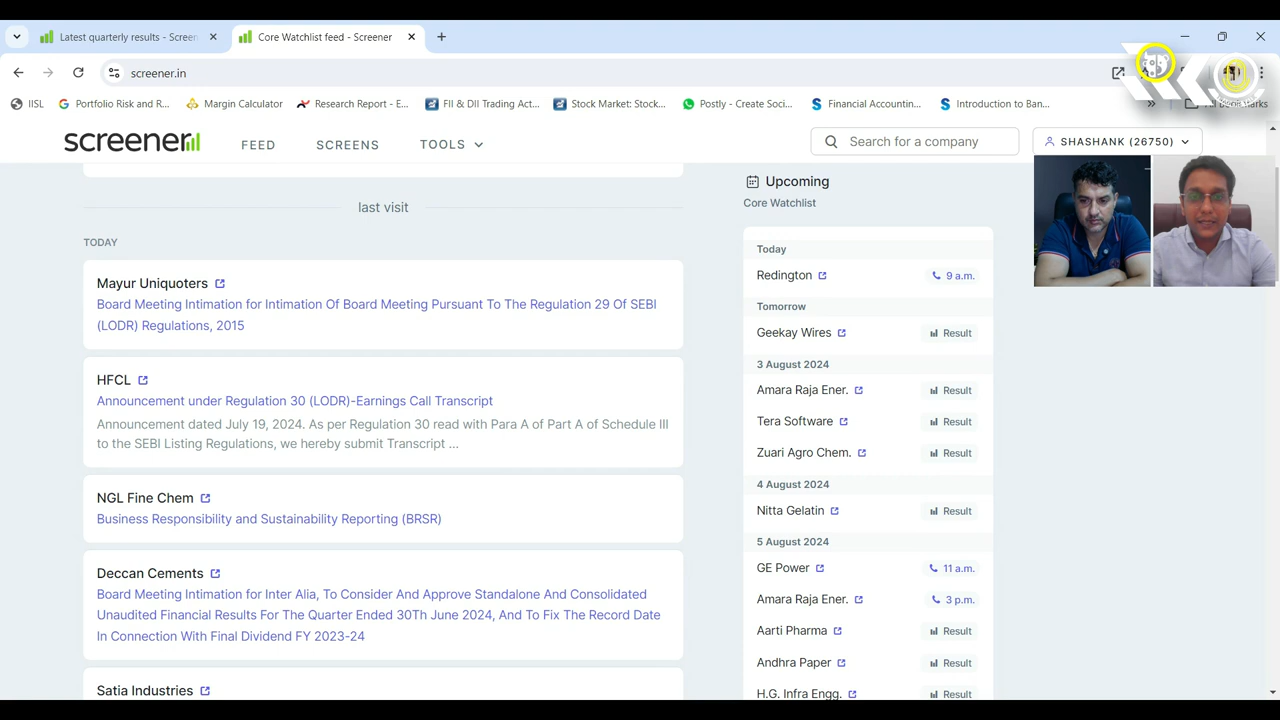 Latest quarterly results - Screen
Core Watchlist feed - Screener
screener.in
IISL
Portfolio Risk and R...
Margin Calculator
Research Report - E...
FII & DII Trading Act...
Stock Market: Stock...
Postly - Create Soci...
Financial Accountin...
Introduction to Ban...
All Bookmarks
screener
FEED
SCREENS
TOOLS
Search for a company
SHASHANK (26750)
last visit
TODAY
Mayur Uniquoters
Board Meeting Intimation for Intimation Of Board Meeting Pursuant To The Regulation 29 Of SEBI
(LODR) Regulations, 2015
HFCL
Announcement under Regulation 30 (LODR)-Earnings Call Transcript
Announcement dated July 19, 2024. As per Regulation 30 read with Para A of Part A of Schedule III
to the SEBI Listing Regulations, we hereby submit Transcript ...
NGL Fine Chem
Business Responsibility and Sustainability Reporting (BRSR)
Deccan Cements
Board Meeting Intimation for Inter Alia, To Consider And Approve Standalone And Consolidated
Unaudited Financial Results For The Quarter Ended 30Th June 2024, And To Fix The Record Date
In Connection With Final Dividend FY 2023-24
Satia Industries
Upcoming
Core Watchlist
Today
Redington 9 a.m.
Tomorrow
Geekay Wires Result
3 August 2024
Amara Raja Ener. Result
Tera Software Result
Zuari Agro Chem. Result
4 August 2024
Nitta Gelatin Result
5 August 2024
GE Power 11 a.m.
Amara Raja Ener. 3 p.m.
Aarti Pharma Result
Andhra Paper Result
H.G. Infra Engg. Result